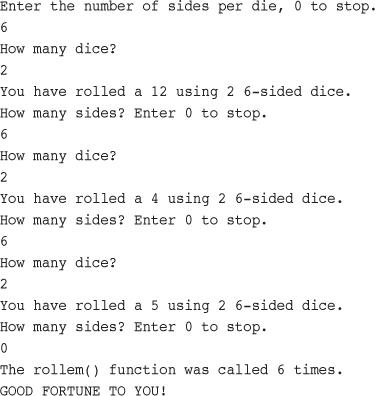 Enter the number of sides per die, 0 to stop.
6
How many dice?
2
You have rolled a 12 using 2 6-sided dice.
How many sides? Enter 0 to stop.
6
How many dice?
2
You have rolled a 4 using 2 6-sided dice.
How many sides? Enter 0 to stop.
6
How many dice?
2
You have rolled a 5 using 2 6-sided dice.
How many sides? Enter 0 to stop.
0
The rollem() function was called 6 times.
GOOD FORTUNE TO YOU!